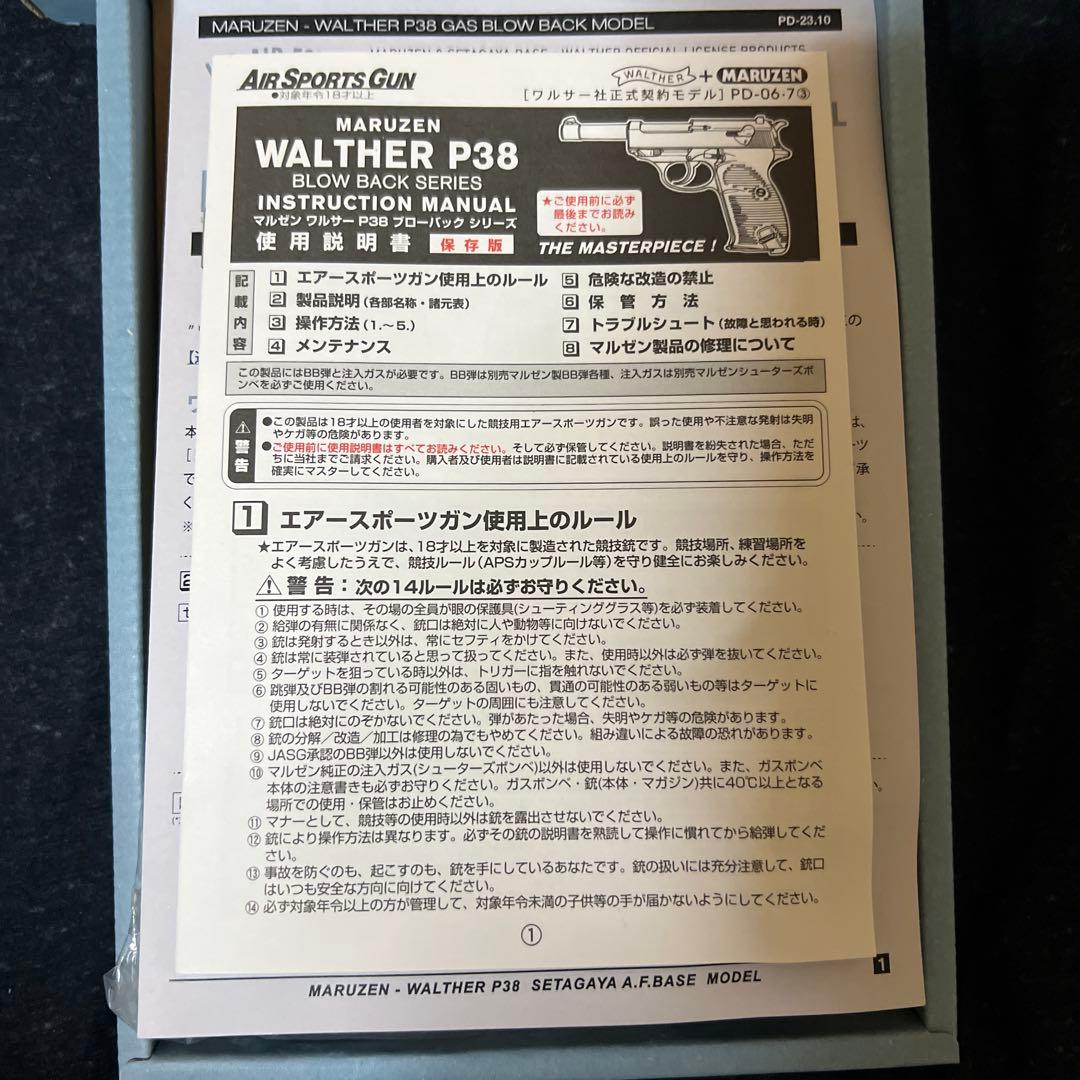 MARUZEN - WALTHER P38 GAS BLOW BACK MODEL
PD-23.10
MARUZEN & SETAGAYA BASE - WALTHER OFFICIAL LICENSE PRODUCTS
AIR SPORTS GUN
●対象年令18才以上
WALTHER + MARUZEN
[ワルサー社正式契約モデル] PD-06・7③
MARUZEN
WALTHER P38
BLOW BACK SERIES
INSTRUCTION MANUAL
マルゼン ワルサー P38 ブローバック シリーズ
使用説明書 保存版
★ご使用前に必ず
最後までお読み
ください。
THE MASTERPIECE!
記載内容
1 エアースポーツガン使用上のルール
2 製品説明(各部名称・諸元表)
3 操作方法(1.~5.)
4 メンテナンス
5 危険な改造の禁止
6 保管方法
7 トラブルシュート(故障と思われる時)
8 マルゼン製品の修理について
この製品にはBB弾と注入ガスが必要です。BB弾は別売マルゼン製BB弾各種、注入ガスは別売マルゼンシューターズボ
ンベを必ずご使用ください。
警告
●この製品は18才以上の使用者を対象にした競技用エアースポーツガンです。誤った使用や不注意な発射は失明
やケガ等の危険があります。
●ご使用前に使用説明書はすべてお読みください。そして必ず保管してください。説明書を紛失された場合、ただ
ちに当社までご請求ください。購入者及び使用者は説明書に記載されている使用上のルールを守り、操作方法を
確実にマスターしてください。
1 エアースポーツガン使用上のルール
★エアースポーツガンは、18才以上を対象に製造された競技銃です。競技場所、練習場所を
よく考慮したうえで、競技ルール(APSカップルール等)を守り健全にお楽しみください。
⚠警告:次の14ルールは必ずお守りください。
① 使用する時は、その場の全員が眼の保護具(シューティンググラス等)を必ず装着してください。
② 給弾の有無に関係なく、銃口は絶対に人や動物等に向けないでください。
③ 銃は発射するとき以外は、常にセフティをかけてください。
④ 銃は常に装弾されていると思って扱ってください。また、使用時以外は必ず弾を抜いてください。
⑤ ターゲットを狙っている時以外は、トリガーに指を触れないでください。
⑥ 跳弾及びBB弾の割れる可能性のある固いもの、貫通の可能性のある弱いもの等はターゲットに
使用しないでください。ターゲットの周囲にも注意してください。
⑦ 銃口は絶対にのぞかないでください。弾があたった場合、失明やケガ等の危険があります。
⑧ 銃の分解/改造/加工は修理の為でもやめてください。組み違いによる故障の恐れがあります。
⑨ JASG承認のBB弾以外は使用しないでください。
⑩ マルゼン純正の注入ガス(シューターズボンベ)以外は使用しないでください。また、ガスボンベ
本体の注意書きも必ずお守りください。ガスボンベ・銃(本体・マガジン)共に40℃以上となる
場所での使用・保管はお止めください。
⑪ マナーとして、競技等の使用時以外は銃を露出させないでください。
⑫ 銃により操作方法は異なります。必ずその銃の説明書を熟読して操作に慣れてから給弾してくだ
さい。
⑬ 事故を防ぐのも、起こすのも、銃を手にしているあなたです。銃の扱いには充分注意して、銃口
はいつも安全な方向に向けてください。
⑭ 必ず対象年令以上の方が管理して、対象年令未満の子供等の手が届かないようにしてください。
①
1
MARUZEN - WALTHER P38 SETAGAYA A.F.BASE MODEL